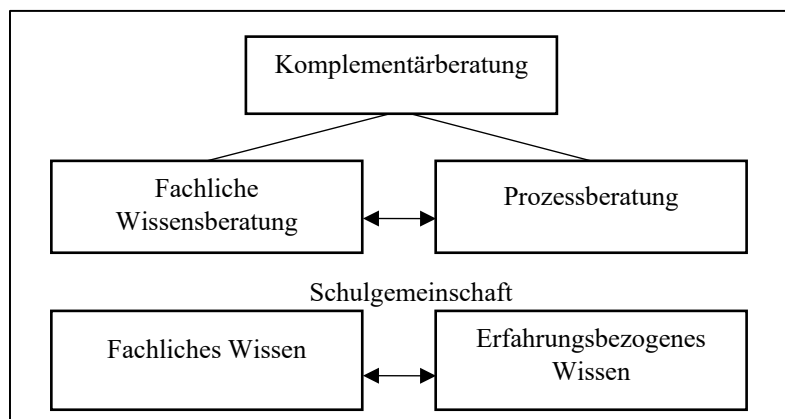 Komplementärberatung
Fachliche
Wissensberatung
Prozessberatung
Schulgemeinschaft
Fachliches Wissen
Erfahrungsbezogenes
Wissen